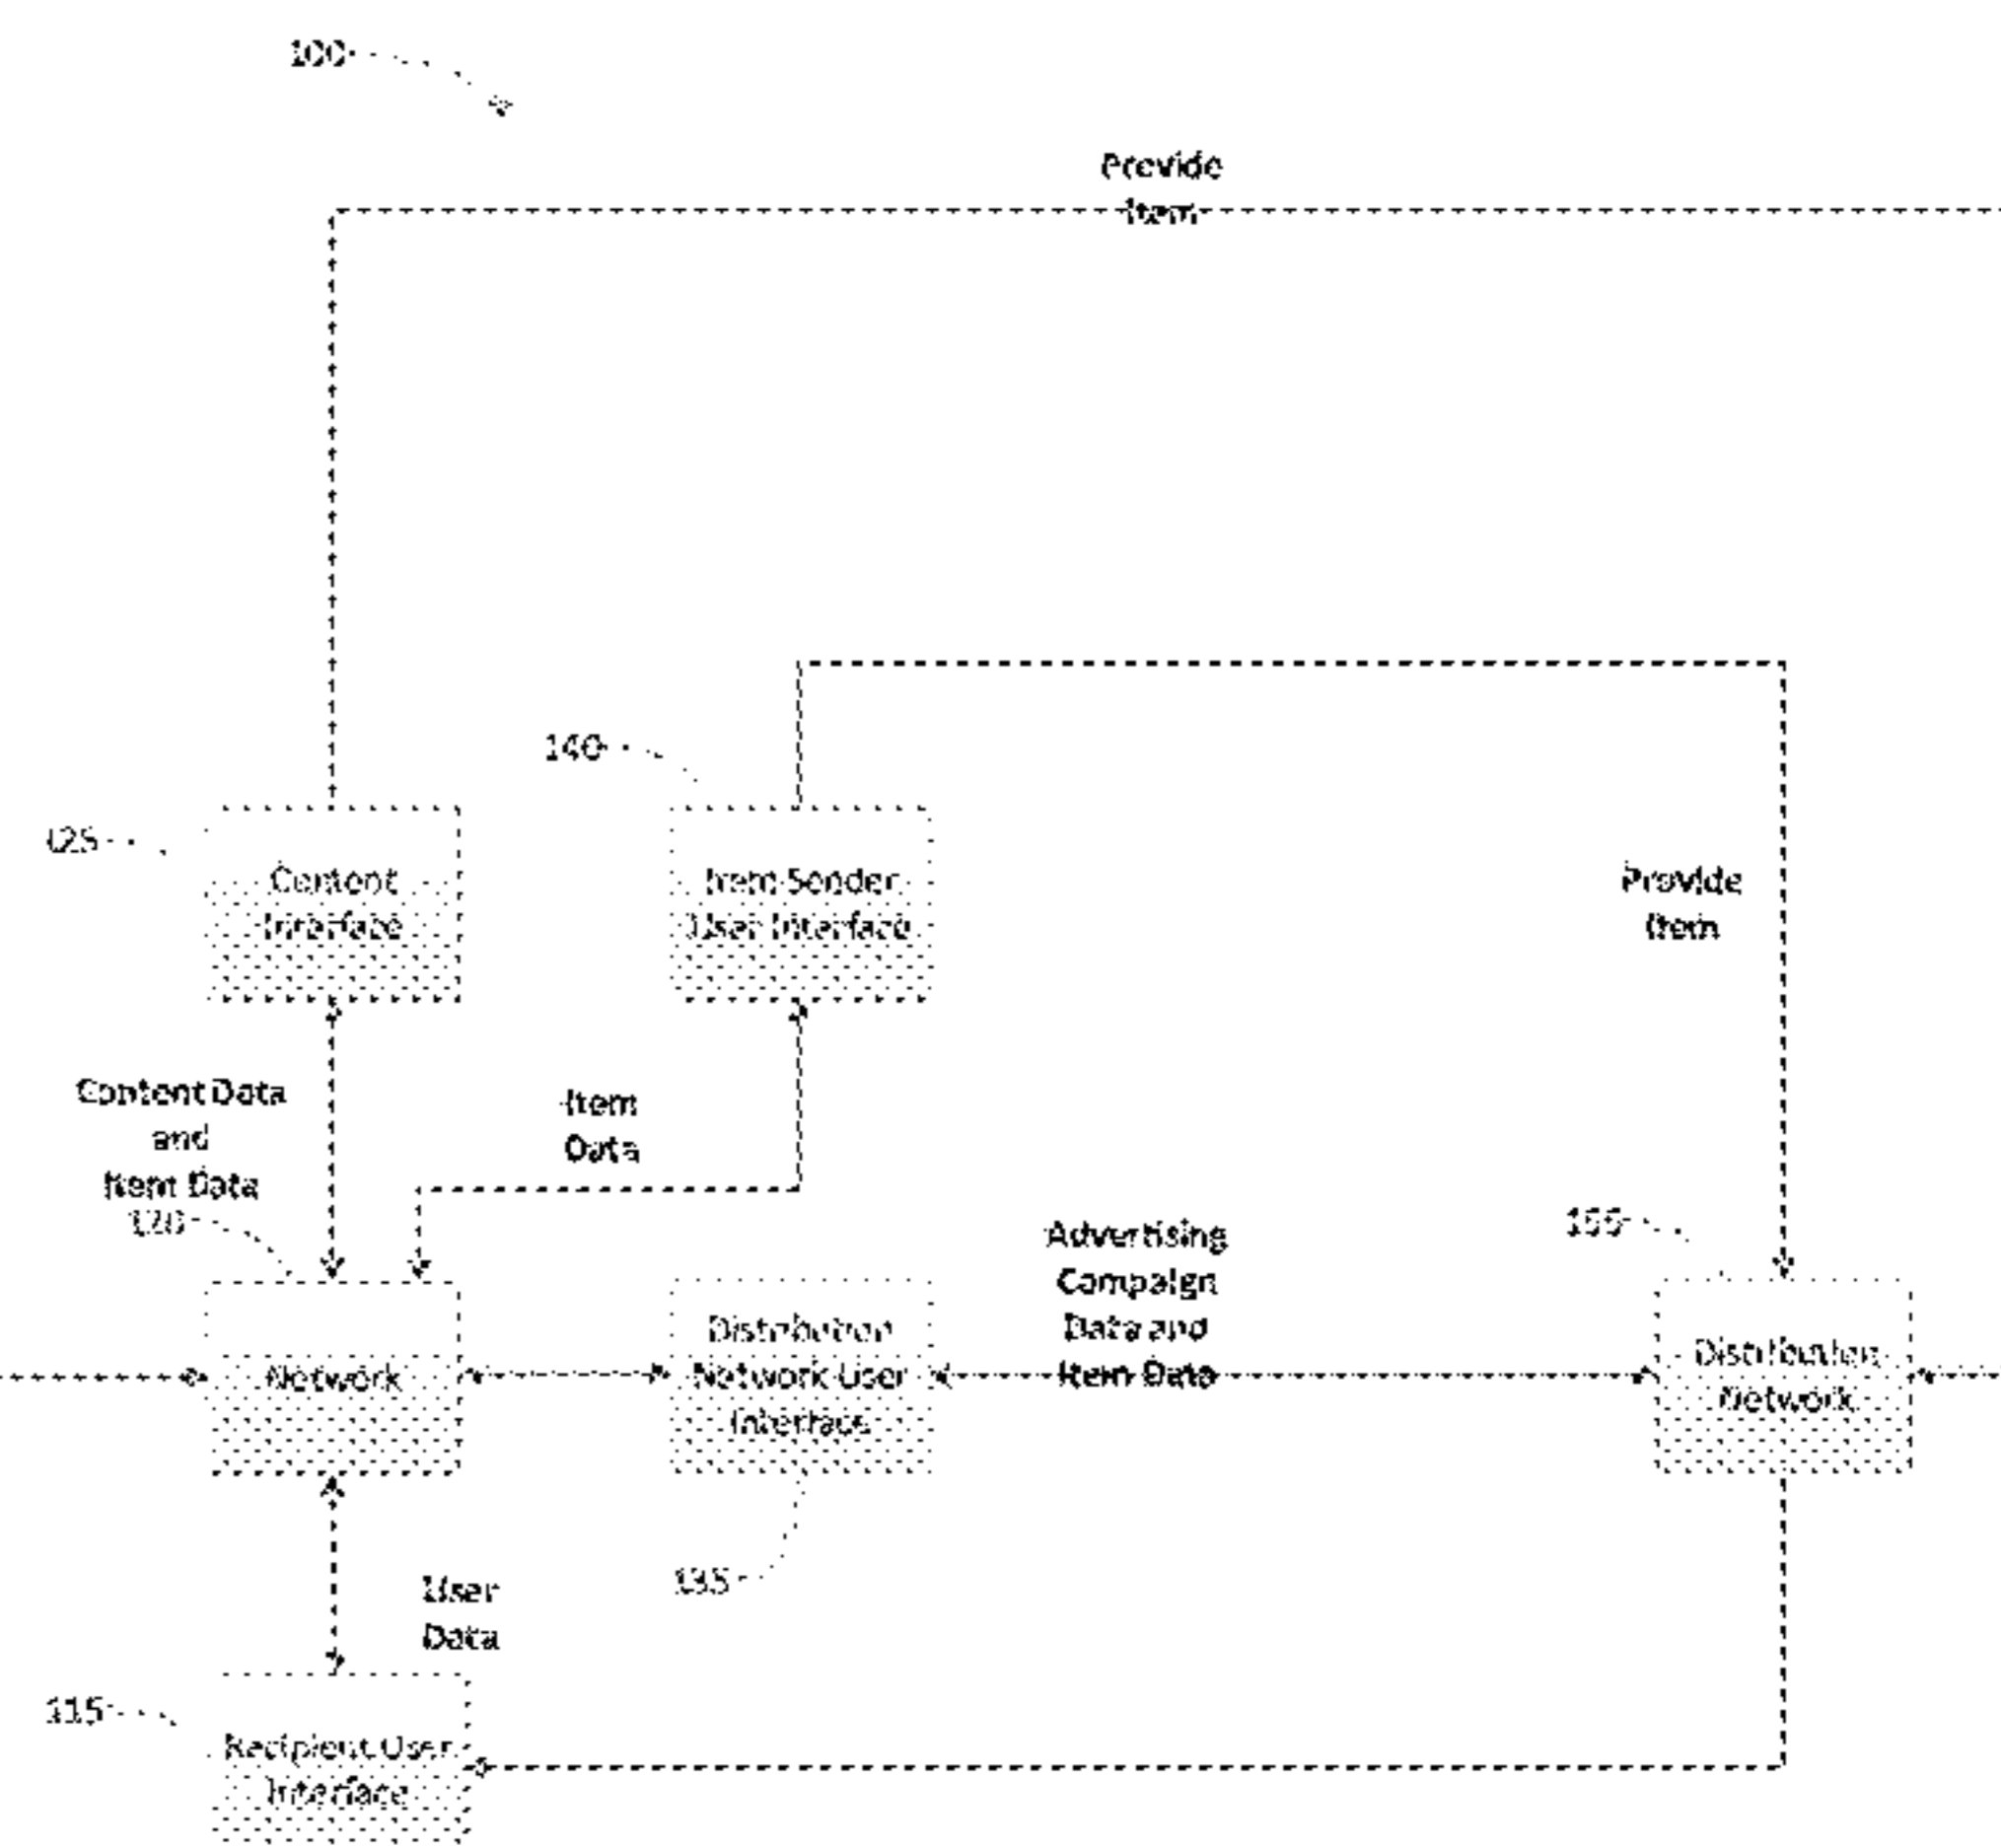 100
Provide
Item
140
125
Content
Interface
Item Sender
User Interface
Provide
Item
Content Data
and
Item Data
Item
Data
120
Advertising
Campaign
Data and
Item Data
Network
Distribution
Network User
Interface
Distribution
Network
135
User
Data
115
Recipient User
Interface